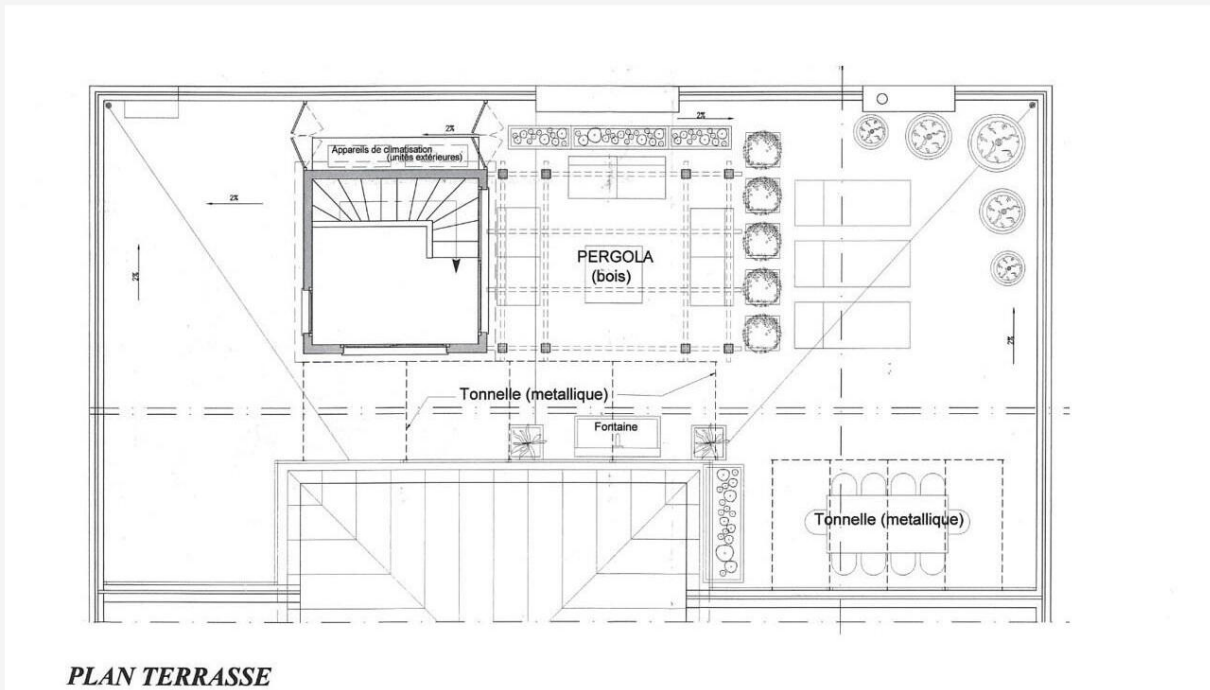 2%
2%
Appareils de climatisation
(unités extérieures)
2%
2%
PERGOLA
(bois)
2%
Tonnelle (metallique)
Fontaine
Tonnelle (metallique)
PLAN TERRASSE